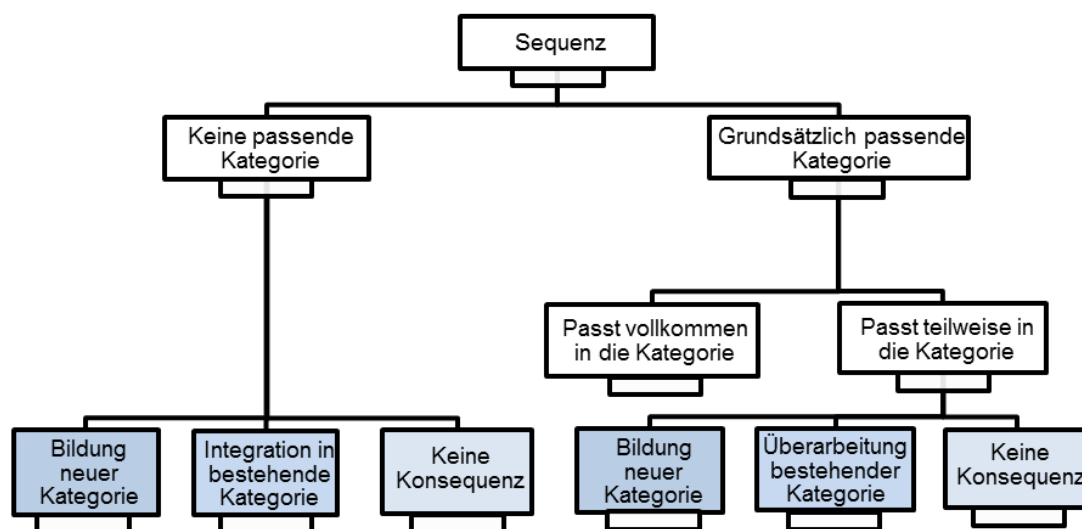 Sequenz
Keine passende
Kategorie
Grundsätzlich passende
Kategorie
Passt vollkommen
in die Kategorie
Passt teilweise in
die Kategorie
Bildung
neuer
Kategorie
Integration in
bestehende
Kategorie
Keine
Konsequenz
Bildung
neuer
Kategorie
Überarbeitung
bestehender
Kategorie
Keine
Konsequenz